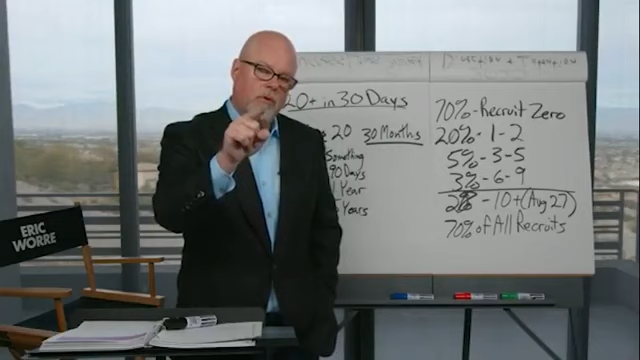 20+ in 30 Days
20 30 Months
Something
90 Days
Year
Years
70% - Recruit Zero
20% - 1 - 2
5% - 3 - 5
3% - 6 - 9
2% - 10+ (Aug 27)
70% of All Recruits
ERIC
WORRE